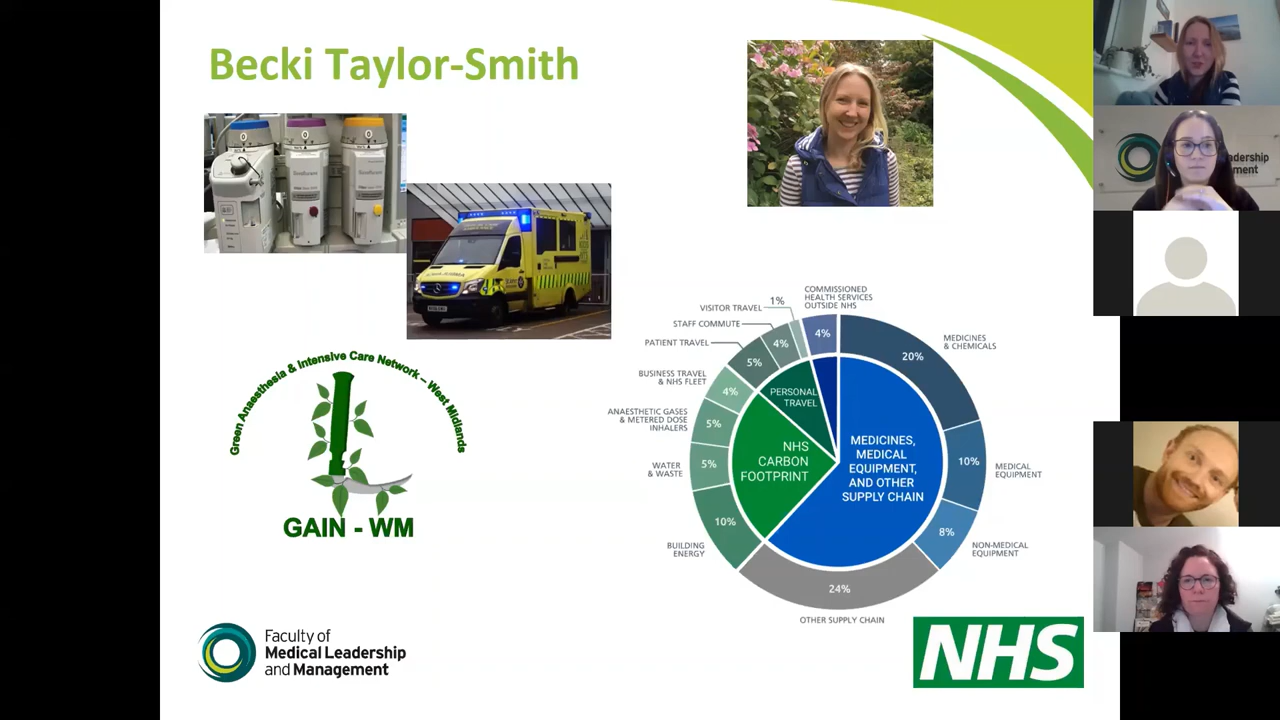 Becki Taylor-Smith
Green Anaesthesia & Intensive Care Network – West Midlands
GAIN - WM
COMMISSIONED
HEALTH SERVICES
OUTSIDE NHS
1%
VISITOR TRAVEL
STAFF COMMUTE
PATIENT TRAVEL
BUSINESS TRAVEL
& NHS FLEET
ANAESTHETIC GASES
& METERED DOSE
INHALERS
WATER
& WASTE
BUILDING
ENERGY
4%
4%
5%
4%
5%
5%
10%
24%
8%
10%
20%
MEDICINES
& CHEMICALS
MEDICAL
EQUIPMENT
NON-MEDICAL
EQUIPMENT
OTHER SUPPLY CHAIN
PERSONAL
TRAVEL
NHS
CARBON
FOOTPRINT
MEDICINES,
MEDICAL
EQUIPMENT,
AND OTHER
SUPPLY CHAIN
Faculty of
Medical Leadership
and Management
NHS